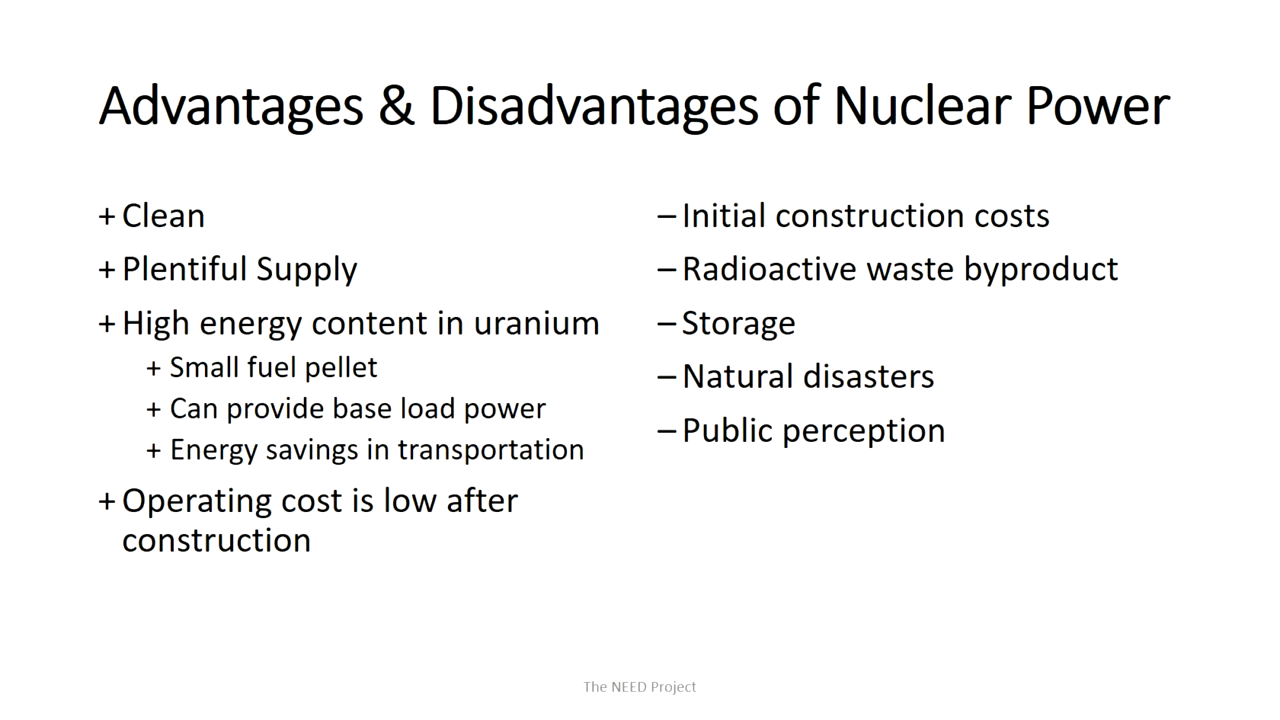 Advantages & Disadvantages of Nuclear Power
+ Clean
+ Plentiful Supply
+ High energy content in uranium
+ Small fuel pellet
+ Can provide base load power
+ Energy savings in transportation
+ Operating cost is low after
construction
– Initial construction costs
– Radioactive waste byproduct
– Storage
– Natural disasters
– Public perception
The NEED Project